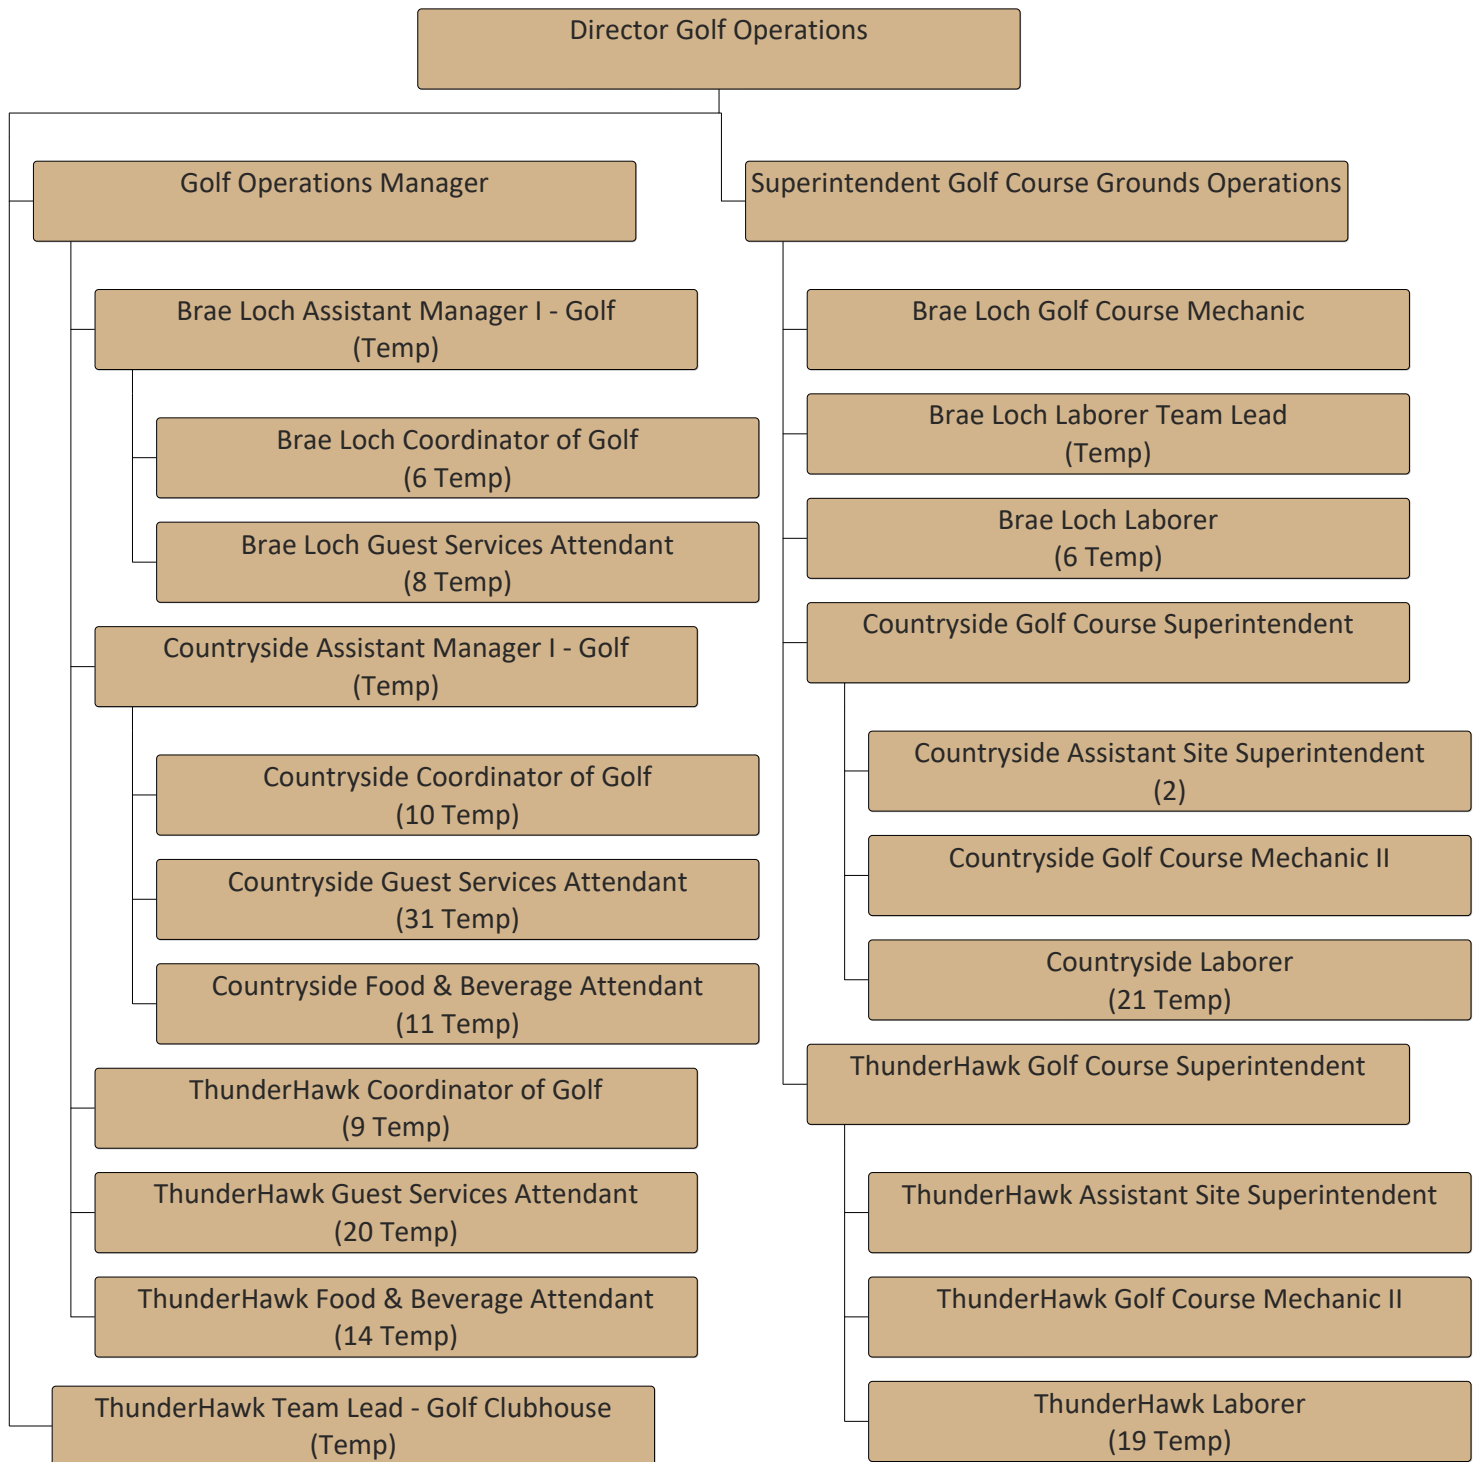 Director Golf Operations
Golf Operations Manager
Brae Loch Assistant Manager I - Golf
(Temp)
Brae Loch Coordinator of Golf
(6 Temp)
Brae Loch Guest Services Attendant
(8 Temp)
Countryside Assistant Manager I - Golf
(Temp)
Countryside Coordinator of Golf
(10 Temp)
Countryside Guest Services Attendant
(31 Temp)
Countryside Food & Beverage Attendant
(11 Temp)
ThunderHawk Coordinator of Golf
(9 Temp)
ThunderHawk Guest Services Attendant
(20 Temp)
ThunderHawk Food & Beverage Attendant
(14 Temp)
ThunderHawk Team Lead - Golf Clubhouse
(Temp)
Superintendent Golf Course Grounds Operations
Brae Loch Golf Course Mechanic
Brae Loch Laborer Team Lead
(Temp)
Brae Loch Laborer
(6 Temp)
Countryside Golf Course Superintendent
Countryside Assistant Site Superintendent
(2)
Countryside Golf Course Mechanic II
Countryside Laborer
(21 Temp)
ThunderHawk Golf Course Superintendent
ThunderHawk Assistant Site Superintendent
ThunderHawk Golf Course Mechanic II
ThunderHawk Laborer
(19 Temp)